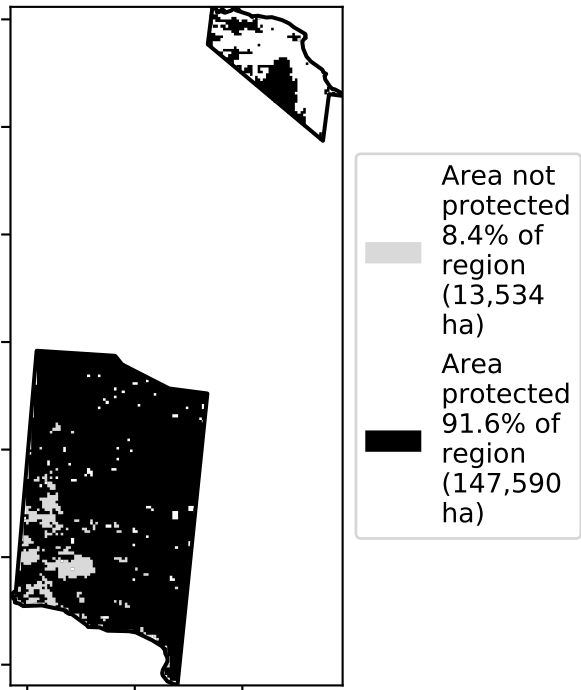 Area not
protected
8.4% of
region
(13,534
ha)
Area
protected
91.6% of
region
(147,590
ha)